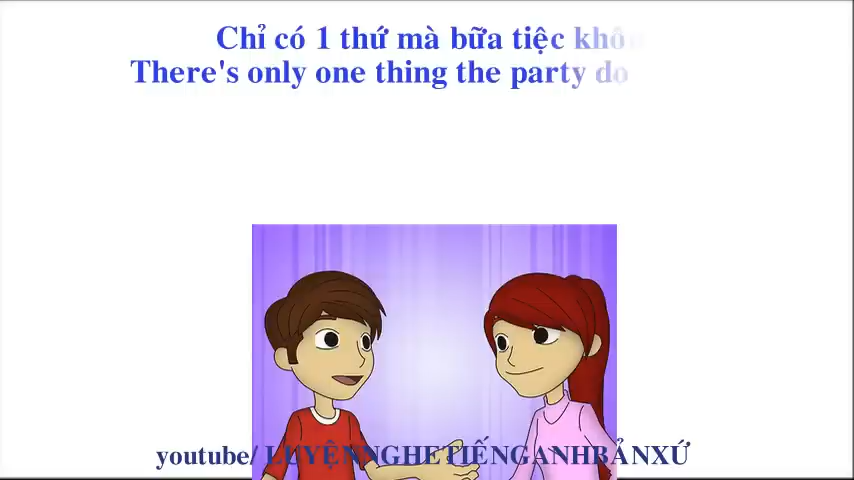 Chỉ có 1 thứ mà bữa tiệc
There's only one thing the party
youtube/ LUYỆNNGHETIẾNGANHBẢNXỨ